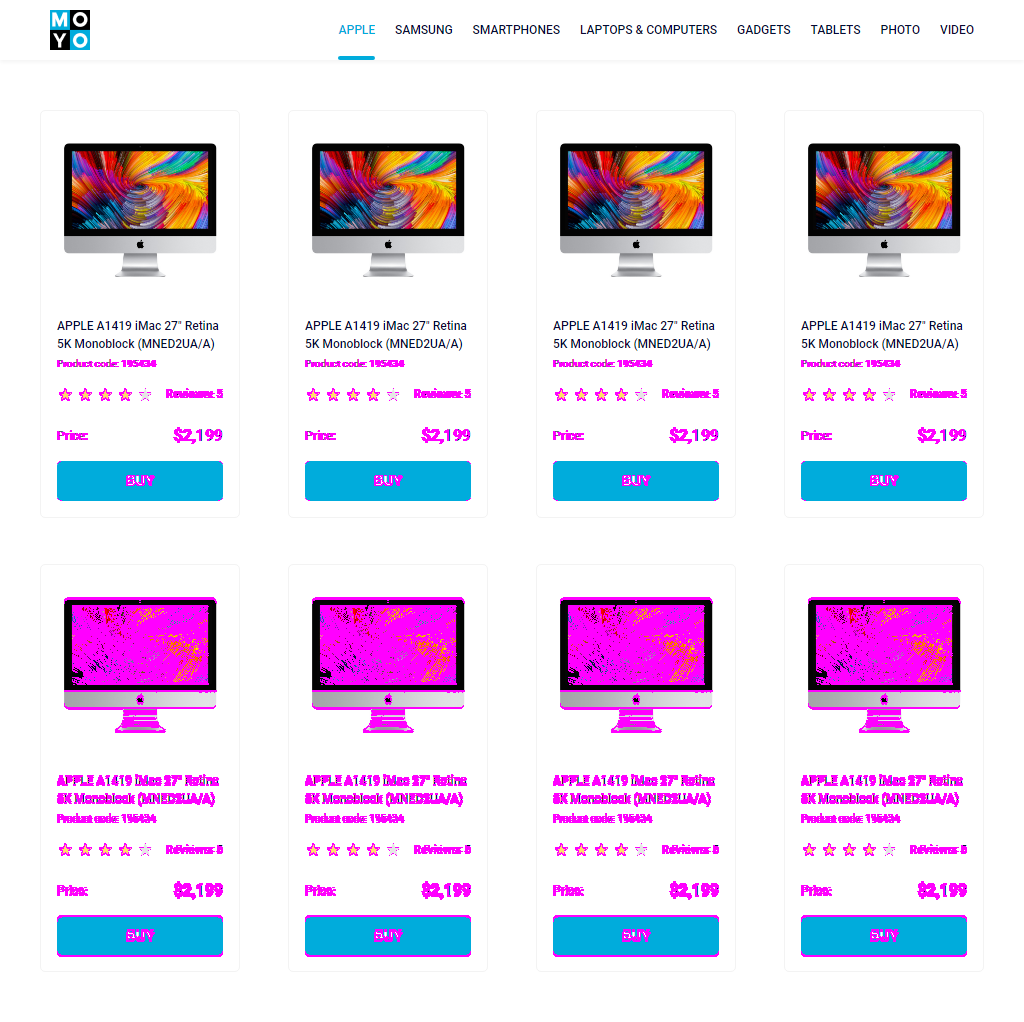 MO
YO
APPLE SAMSUNG SMARTPHONES LAPTOPS & COMPUTERS GADGETS TABLETS PHOTO VIDEO
APPLE A1419 iMac 27" Retina APPLE A1419 iMac 27" Retina APPLE A1419 iMac 27" Retina APPLE A1419 iMac 27" Retina
5K Monoblock (MNED2UA/A) 5K Monoblock (MNED2UA/A) 5K Monoblock (MNED2UA/A) 5K Monoblock (MNED2UA/A)
Product code: 195434 Product code: 195434 Product code: 195434 Product code: 195434
Reviews: 5 Reviews: 5 Reviews: 5 Reviews: 5
Price: $2,199 Price: $2,199 Price: $2,199 Price: $2,199
BUY BUY BUY BUY
APPLE A1419 iMac 27" Retina APPLE A1419 iMac 27" Retina APPLE A1419 iMac 27" Retina APPLE A1419 iMac 27" Retina
5K Monoblock (MNED2UA/A) 5K Monoblock (MNED2UA/A) 5K Monoblock (MNED2UA/A) 5K Monoblock (MNED2UA/A)
Product code: 195434 Product code: 195434 Product code: 195434 Product code: 195434
Reviews: 5 Reviews: 5 Reviews: 5 Reviews: 5
Price: $2,199 Price: $2,199 Price: $2,199 Price: $2,199
BUY BUY BUY BUY